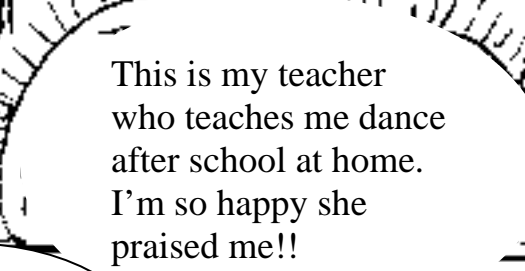 This is my teacher
who teaches me dance
after school at home.
I'm so happy she
praised me!!